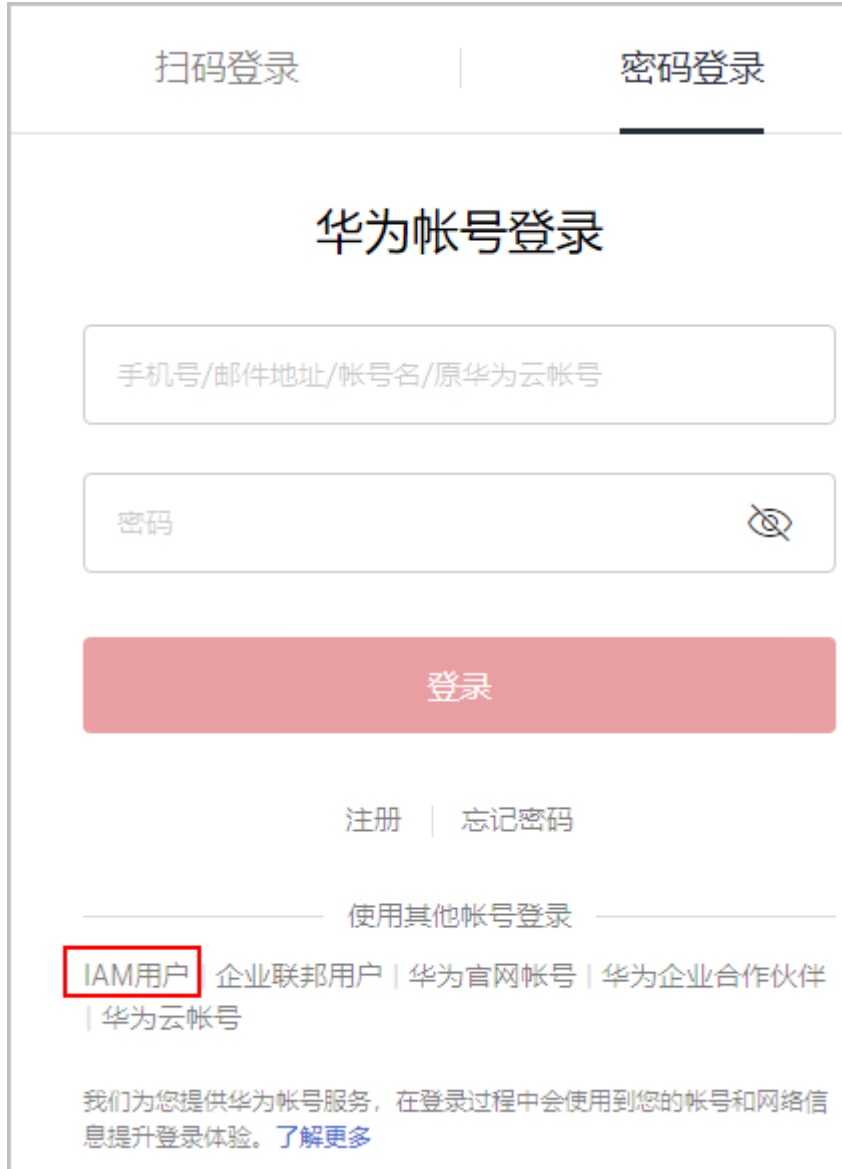 扫码登录 | 密码登录
华为帐号登录
手机号/邮件地址/帐号名/原华为云帐号
密码
登录
注册 | 忘记密码
使用其他帐号登录
IAM用户 | 企业联邦用户 | 华为官网帐号 | 华为企业合作伙伴
| 华为云帐号
我们为您提供华为帐号服务，在登录过程中会使用到您的帐号和网络信
息提升登录体验。了解更多